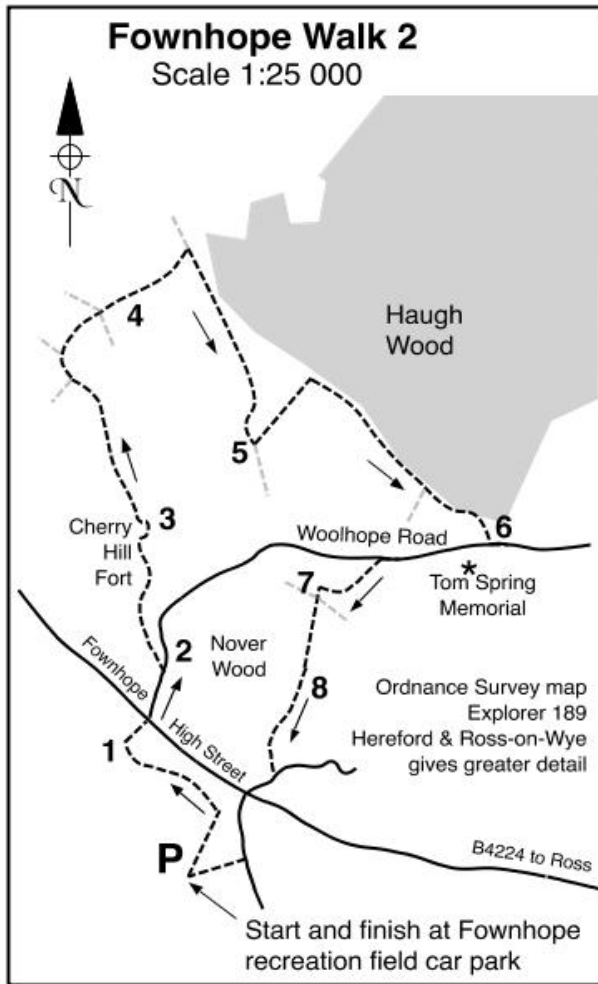 Fownhope Walk 2
Scale 1:25 000
N
4
Haugh
Wood
5
3
Cherry
Hill
Fort
Woolhope Road
6
7
Tom Spring
Memorial
2
Nover
Wood
Fownhope
High Street
8
Ordnance Survey map
Explorer 189
Hereford & Ross-on-Wye
gives greater detail
1
P
B4224 to Ross
Start and finish at Fownhope
recreation field car park